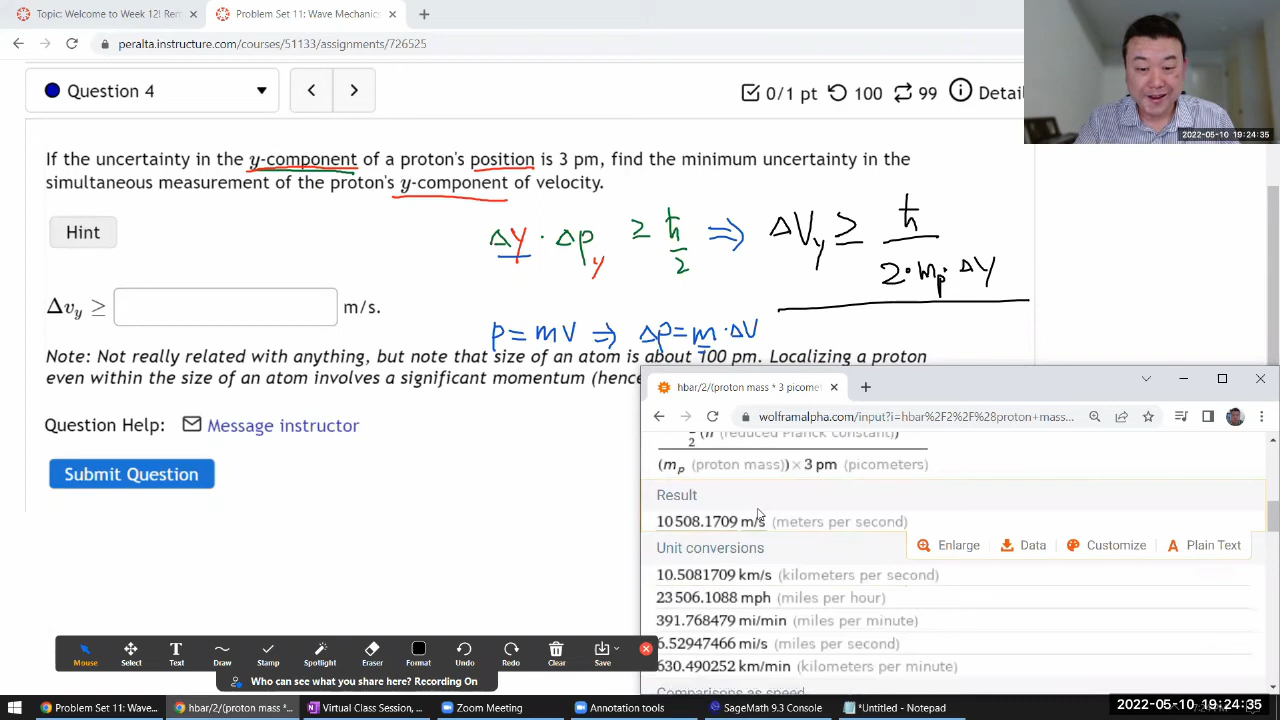 Topic: Welcome to Week 12! Rem
Problem Set 11: Wave Mechanics
peralta.instructure.com/courses/51133/assignments/726525
Question 4
0/1 pt 100 99 Detail
2022-05-10 19:24:35
If the uncertainty in the y-component of a proton's position is 3 pm, find the minimum uncertainty in the
simultaneous measurement of the proton's y-component of velocity.
Hint
Δy · Δp_y ≥ ħ/2 ⇒ ΔV_y ≥ ħ/(2·m_p·Δy)
Δv_y ≥ m/s.
p = mV ⇒ Δp = m·ΔV
Note: Not really related with anything, but note that size of an atom is about 100 pm. Localizing a proton
even within the size of an atom involves a significant momentum (hence
Question Help: Message instructor
Submit Question
hbar/2/(proton mass * 3 picomet
wolframalpha.com/input?i=hbar%2F2%2F%28proton+mass...
ħ/2 (ħ (reduced Planck constant))
(m_p (proton mass)) × 3 pm (picometers)
Result
10508.1709 m/s (meters per second)
Unit conversions
Enlarge Data Customize Plain Text
10.5081709 km/s (kilometers per second)
23506.1088 mph (miles per hour)
391.768479 mi/min (miles per minute)
6.52947466 mi/s (miles per second)
630.490252 km/min (kilometers per minute)
Comparisons as speed
Mouse Select Text Draw Stamp Spotlight Eraser Format Undo Redo Clear Save
Who can see what you share here? Recording On
Problem Set 11: Wave...
hbar/2/(proton mass *...
Virtual Class Session, ...
Zoom Meeting
Annotation tools
SageMath 9.3 Console
*Untitled - Notepad
2022-05-10 19:24:35